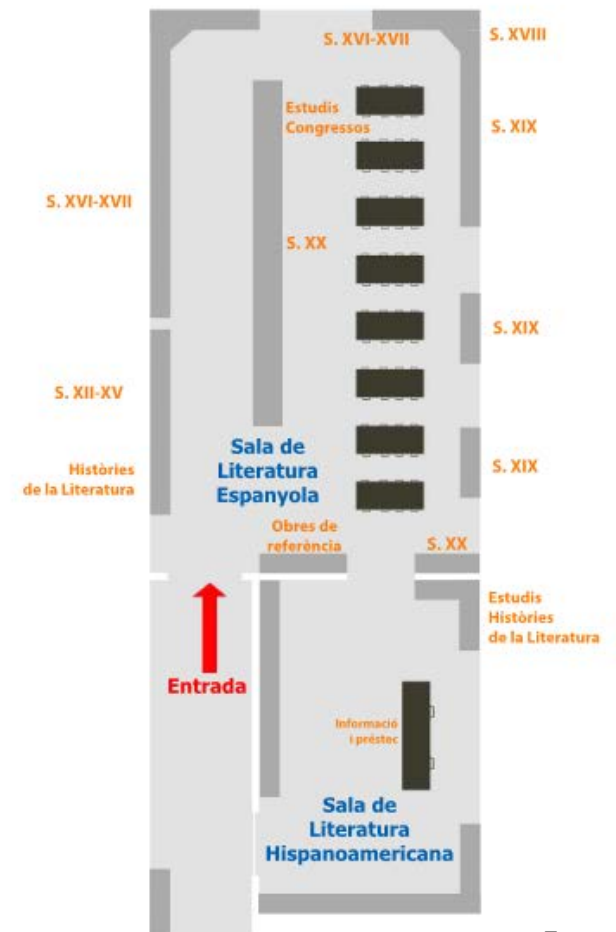 S. XVI-XVII
S. XVIII
Estudis
Congressos
S. XIX
S. XVI-XVII
S. XX
S. XIX
S. XII-XV
Sala de
Literatura
Espanyola
Històries
de la Literatura
S. XIX
Obres de
referència
S. XX
Estudis
Històries
de la Literatura
Entrada
Informació
i préstec
Sala de
Literatura
Hispanoamericana